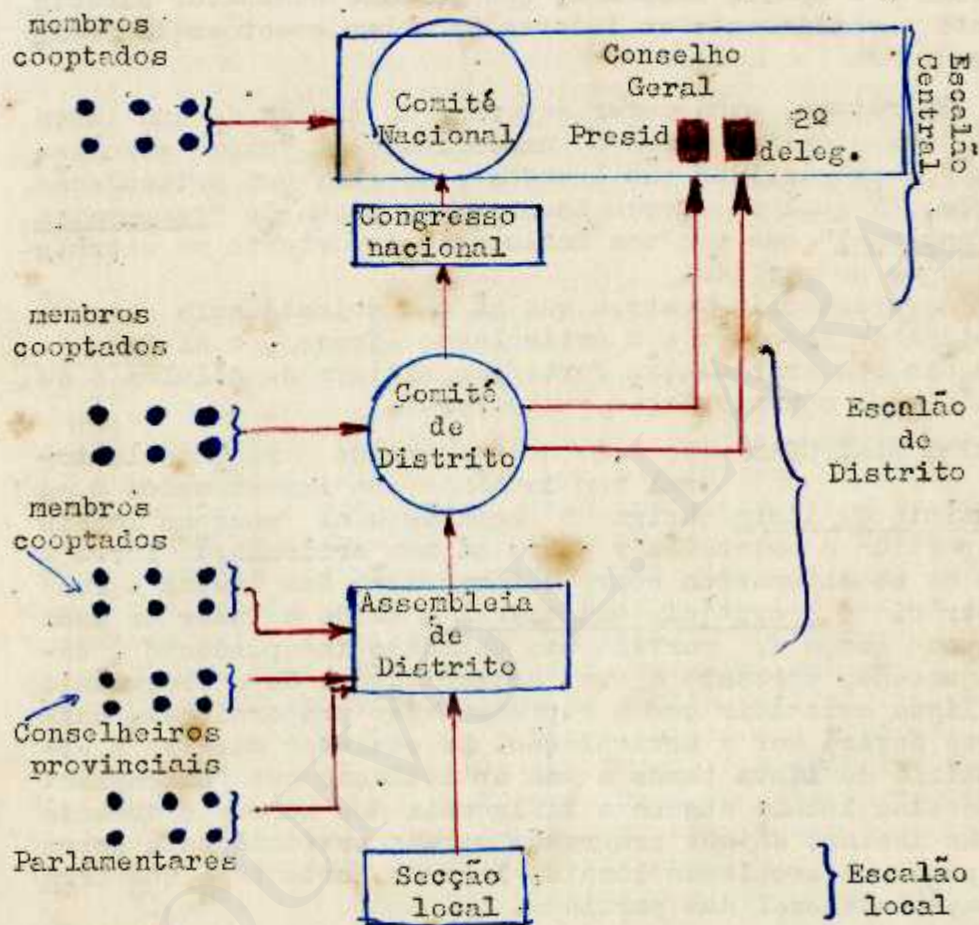 membros
cooptados
Comité
Nacional
Conselho
Geral
Presid
2º
deleg.
Escalão
Central
Congresso
nacional
membros
cooptados
Comité
de
Distrito
Escalão
de
Distrito
membros
cooptados
Assembleia
de
Distrito
Conselheiros
provinciais
Parlamentares
Secção
local
Escalão
local